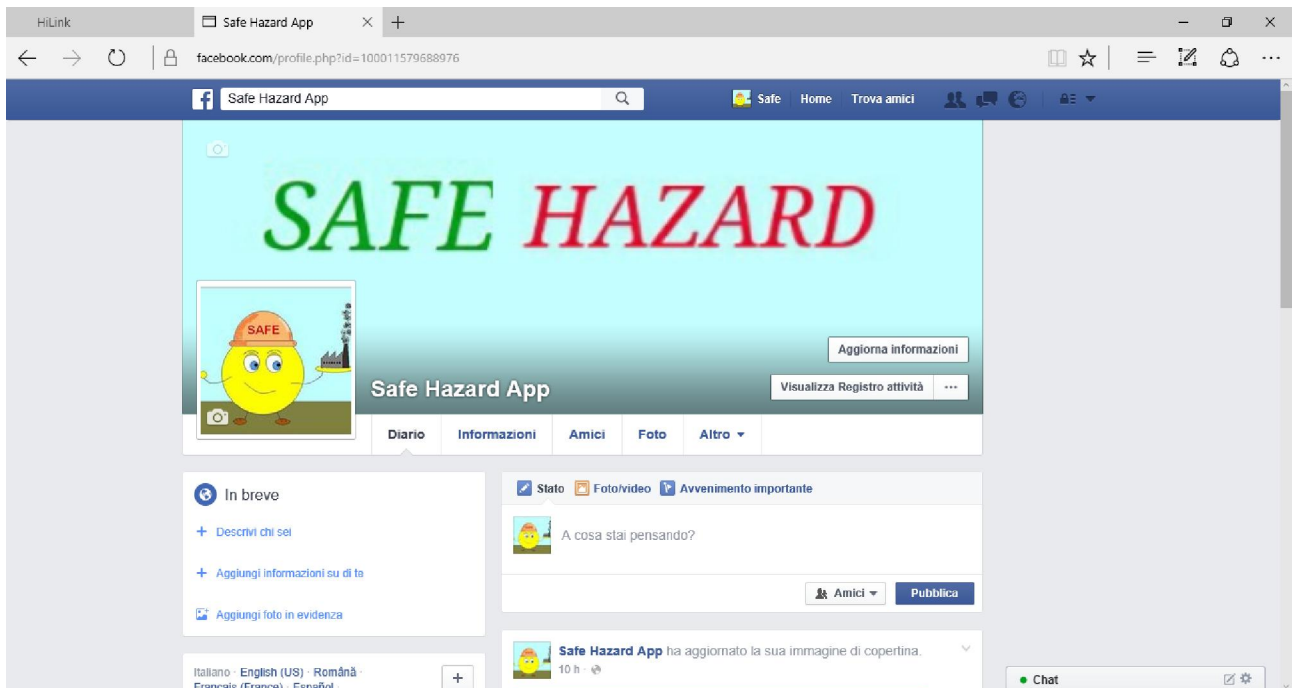 HiLink
Safe Hazard App
facebook.com/profile.php?id=100011579688976
Safe Hazard App
Safe Home Trova amici
SAFE HAZARD
SAFE
Aggiorna informazioni
Safe Hazard App
Visualizza Registro attività
Diario Informazioni Amici Foto Altro
In breve
Descrivi chi sei
Aggiungi informazioni su di te
Aggiungi foto in evidenza
Italiano · English (US) · Română ·
Français (France) · Español ·
Stato Foto/video Avvenimento importante
A cosa stai pensando?
Amici Pubblica
Safe Hazard App ha aggiornato la sua immagine di copertina.
10 h ·
Chat